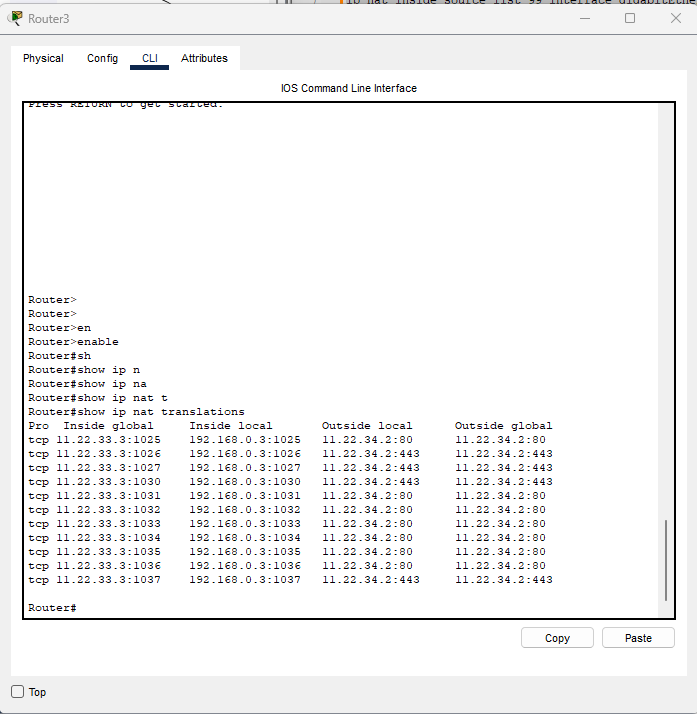 ip nat inside source list 99 interface gigabitEthe
Router3
Physical Config CLI Attributes
IOS Command Line Interface
Press RETURN to get started.
Router>
Router>
Router>en
Router>enable
Router#sh
Router#show ip n
Router#show ip na
Router#show ip nat t
Router#show ip nat translations
Pro  Inside global     Inside local       Outside local      Outside global
tcp 11.22.33.3:1025    192.168.0.3:1025   11.22.34.2:80      11.22.34.2:80
tcp 11.22.33.3:1026    192.168.0.3:1026   11.22.34.2:443     11.22.34.2:443
tcp 11.22.33.3:1027    192.168.0.3:1027   11.22.34.2:443     11.22.34.2:443
tcp 11.22.33.3:1030    192.168.0.3:1030   11.22.34.2:443     11.22.34.2:443
tcp 11.22.33.3:1031    192.168.0.3:1031   11.22.34.2:80      11.22.34.2:80
tcp 11.22.33.3:1032    192.168.0.3:1032   11.22.34.2:80      11.22.34.2:80
tcp 11.22.33.3:1033    192.168.0.3:1033   11.22.34.2:80      11.22.34.2:80
tcp 11.22.33.3:1034    192.168.0.3:1034   11.22.34.2:80      11.22.34.2:80
tcp 11.22.33.3:1035    192.168.0.3:1035   11.22.34.2:80      11.22.34.2:80
tcp 11.22.33.3:1036    192.168.0.3:1036   11.22.34.2:80      11.22.34.2:80
tcp 11.22.33.3:1037    192.168.0.3:1037   11.22.34.2:443     11.22.34.2:443
Router#
Copy Paste
Top